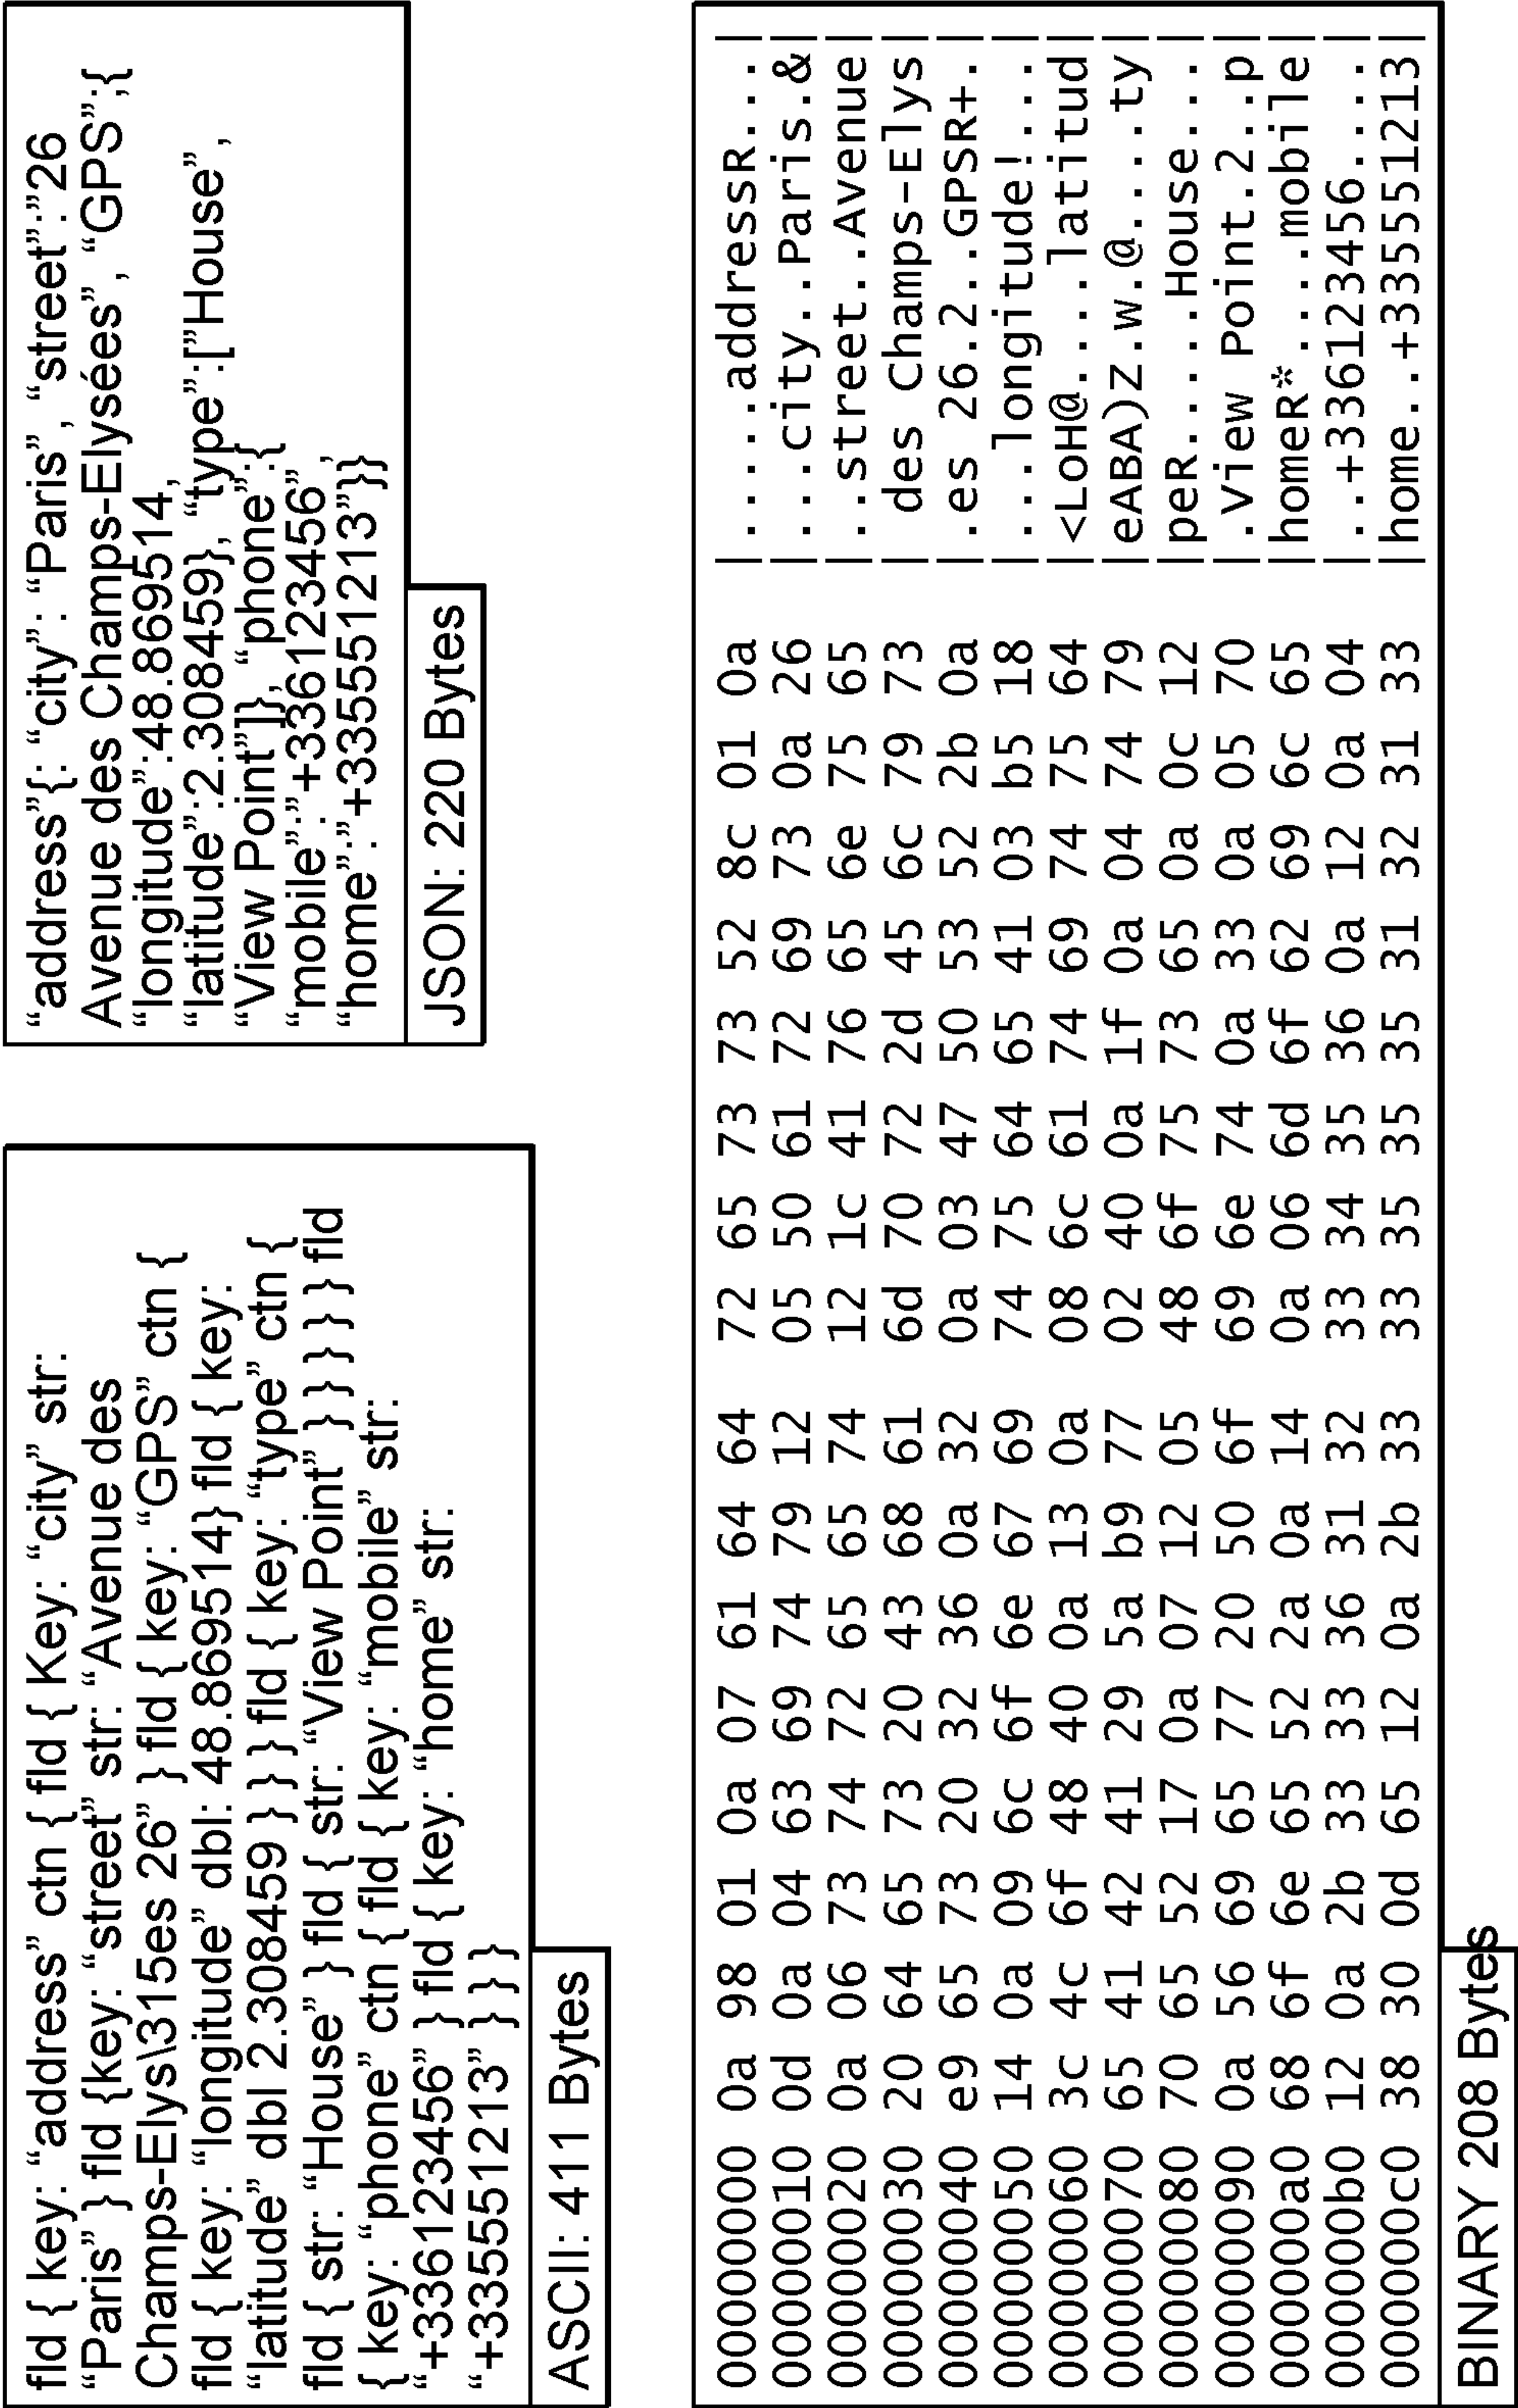 fld { key: “address” ctn { fld { Key: “city” str:
“Paris” } fld {key: “street” str: “Avenue des
Champs-Elys\315es 26” } fld { key: “GPS” ctn {
fld { key: “longitude” dbl: 48.869514} fld { key:
“latitude” dbl 2.308459 } } } fld { key: “type” ctn {
fld { str: “House” } fld { str: “View Point” } } } } } fld
{ key: “phone” ctn { fld { key: “mobile” str:
“+336123456” } fld { key: “home” str:
“+335551213” } } }
ASCII: 411 Bytes
“address”{: “city”: “Paris”, “street”:”26
Avenue des Champs-Elysées”, “GPS”:{
“longitude”:48.869514,
“latitude”:2.308459}, “type”:[”House”,
“View Point”]}, “phone”:{
“mobile”:”+336123456”,
“home”:”+335551213”}}
JSON: 220 Bytes
00000000 0a 98 01 0a 07 61 64 64 72 65 73 73 52 8c 01 0a |.....addressR...|
00000010 0d 0a 04 63 69 74 79 12 05 50 61 72 69 73 0a 26 |...city..Paris.&|
00000020 0a 06 73 74 72 65 65 74 12 1c 41 76 65 6e 75 65 |..street..Avenue|
00000030 20 64 65 73 20 43 68 61 6d 70 72 2d 45 6c 79 73 | des Champs-Elys|
00000040 e9 65 73 20 32 36 0a 32 0a 03 47 50 53 52 2b 0a |.es 26.2..GPSR+.|
00000050 14 0a 09 6c 6f 6e 67 69 74 75 64 65 41 03 b5 18 |...longitude!...|
00000060 3c 4c 6f 48 40 0a 13 0a 08 6c 61 74 69 74 75 64 |<LoH@....latitud|
00000070 65 41 42 41 29 5a b9 77 02 40 0a 1f 0a 04 74 79 |eABA)z.w.@....ty|
00000080 70 65 52 17 0a 07 12 05 48 6f 75 73 65 0a 0c 12 |peR.....House...|
00000090 0a 56 69 65 77 20 50 6f 69 6e 74 0a 33 0a 05 70 |.View Point.2..p|
000000a0 68 6f 6e 65 52 2a 0a 14 0a 06 6d 6f 62 69 6c 65 |homeR*....mobile|
000000b0 12 0a 2b 33 33 36 31 32 33 34 35 36 0a 12 0a 04 |..+336123456....|
000000c0 38 30 0d 65 12 0a 2b 33 33 35 35 35 31 32 31 33 |home..+335551213|
BINARY 208 Bytes